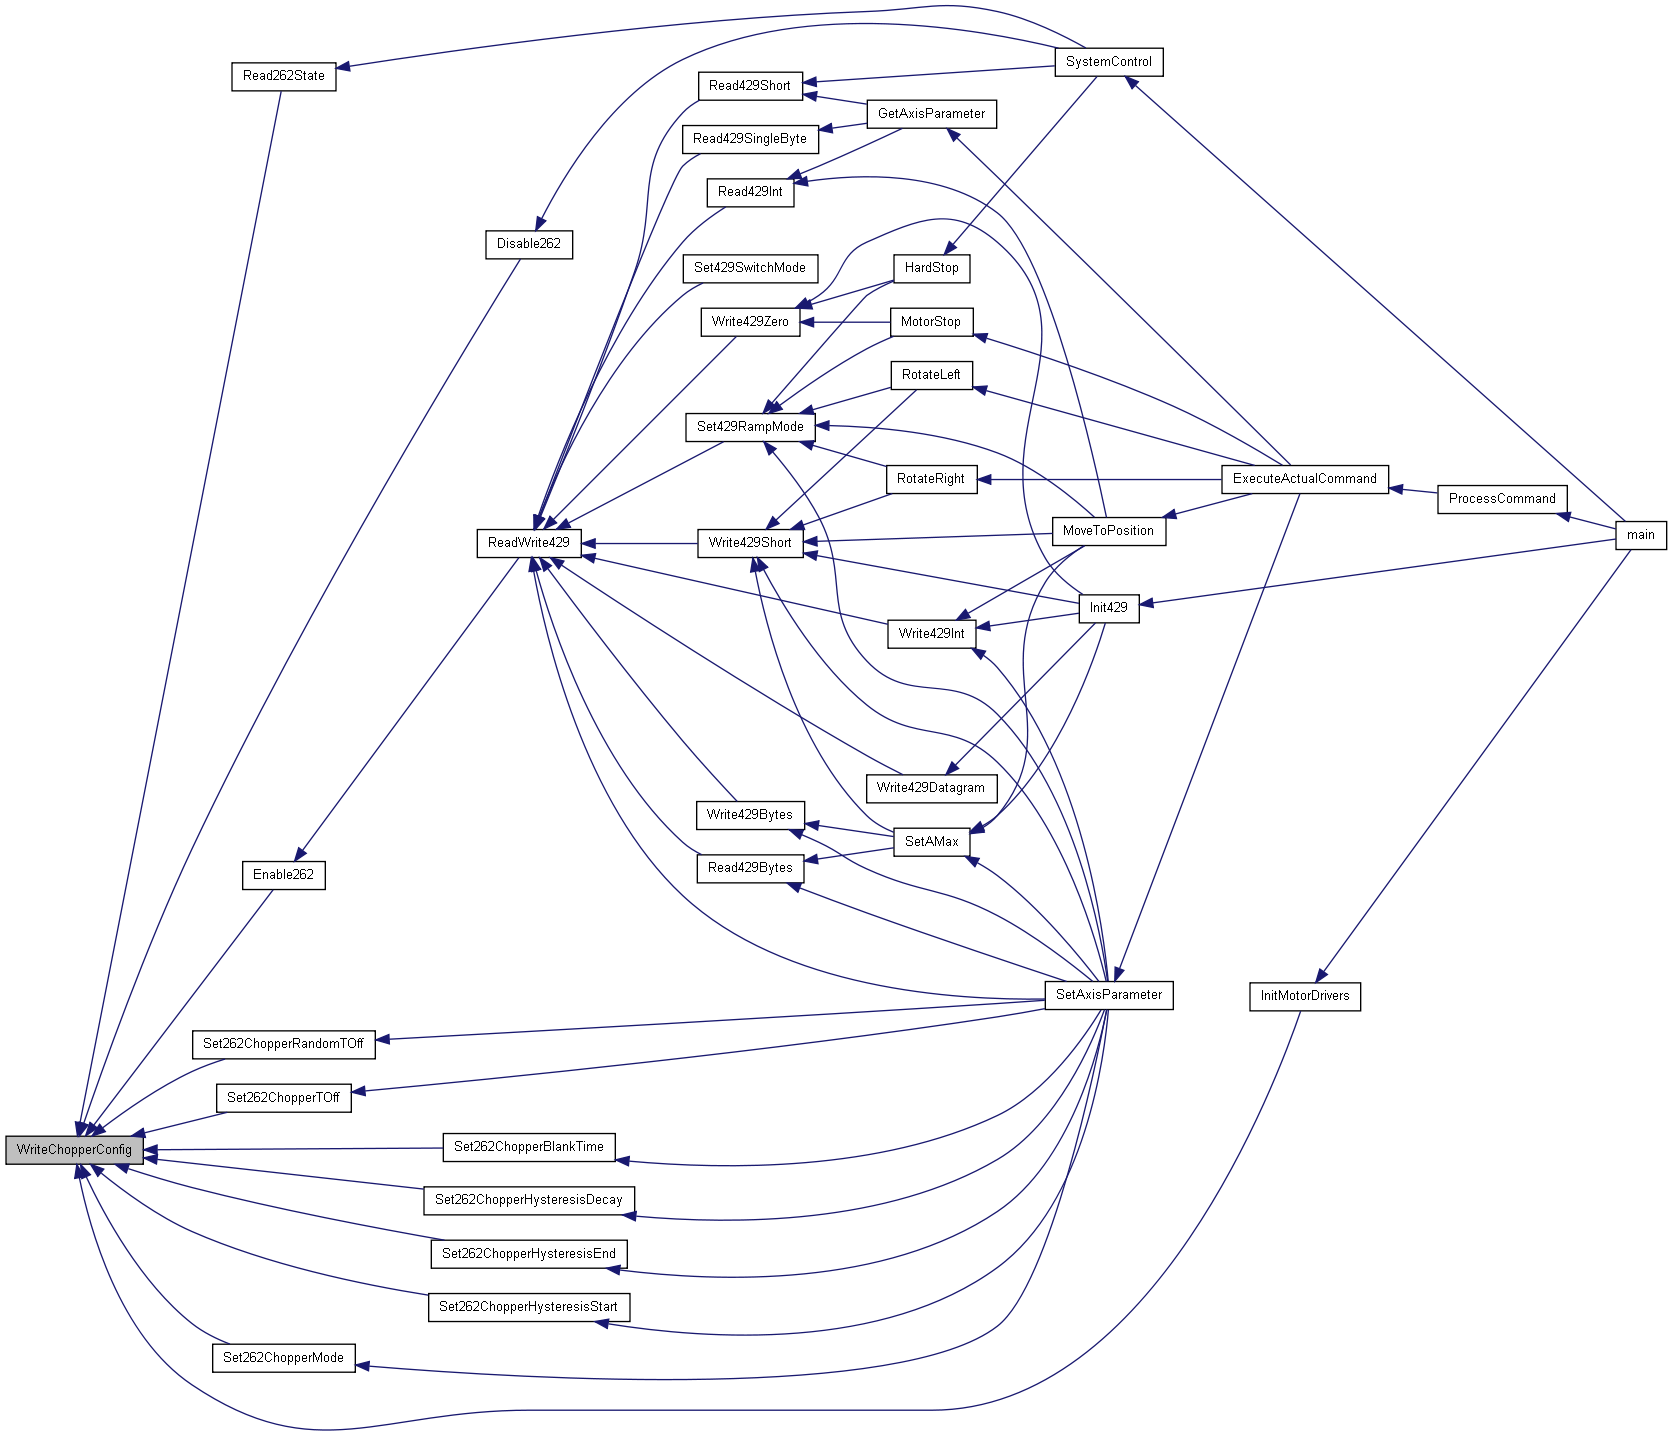 SystemControl
Read262State
Read429Short
GetAxisParameter
Read429SingleByte
Read429Int
Disable262
Set429SwitchMode
HardStop
Write429Zero
MotorStop
RotateLeft
Set429RampMode
RotateRight
ExecuteActualCommand
ProcessCommand
MoveToPosition
main
ReadWrite429
Write429Short
Init429
Write429Int
Write429Datagram
Write429Bytes
SetAMax
Read429Bytes
Enable262
SetAxisParameter
InitMotorDrivers
Set262ChopperRandomTOff
Set262ChopperTOff
WriteChopperConfig
Set262ChopperBlankTime
Set262ChopperHysteresisDecay
Set262ChopperHysteresisEnd
Set262ChopperHysteresisStart
Set262ChopperMode